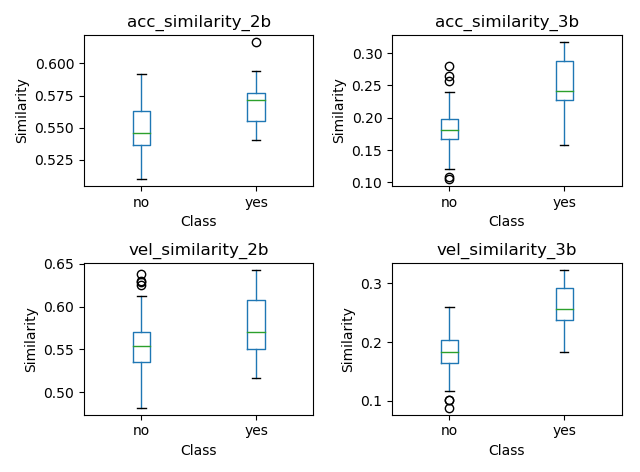 acc_similarity_2b
Similarity
0.600
0.575
0.550
0.525
no yes
Class
acc_similarity_3b
Similarity
0.30
0.25
0.20
0.15
0.10
no yes
Class
vel_similarity_2b
Similarity
0.65
0.60
0.55
0.50
no yes
Class
vel_similarity_3b
Similarity
0.3
0.2
0.1
no yes
Class